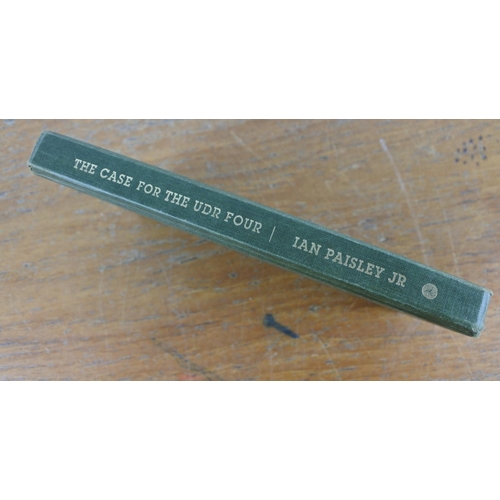 THE CASE FOR THE UDR FOUR | IAN PAISLEY JR